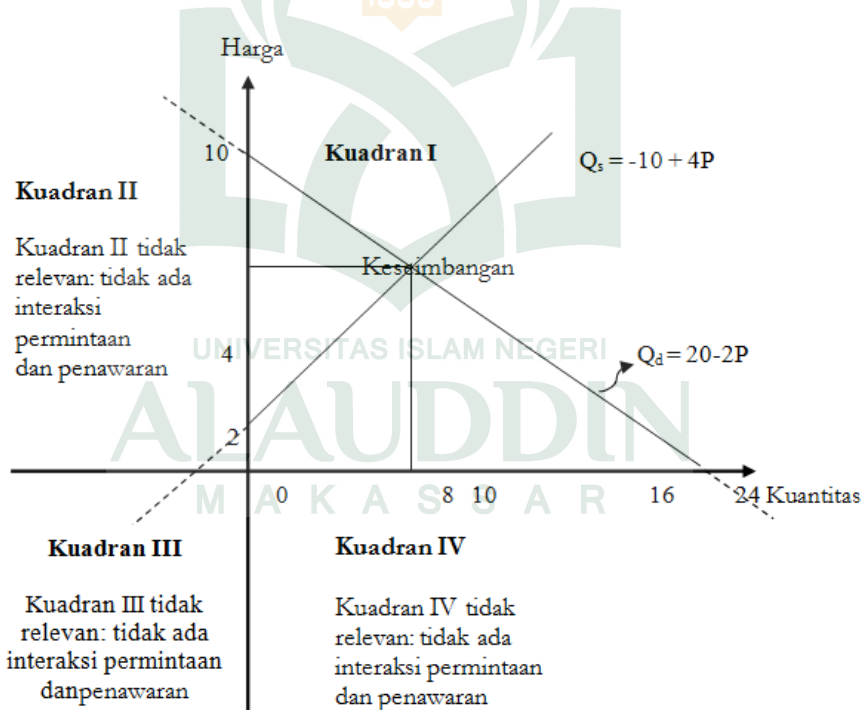 Harga
10
Kuadran I
Qs = -10 + 4P
Kuadran II
Kuadran II tidak
relevan: tidak ada
interaksi
permintaan
dan penawaran
Keseimbangan
UNIVERSITAS ISLAM NEGERI
4
Qd = 20-2P
ALAUDDIN
2
0 8 10 16 24 Kuantitas
MAKASSAR
Kuadran III
Kuadran III tidak
relevan: tidak ada
interaksi permintaan
danpenawaran
Kuadran IV
Kuadran IV tidak
relevan: tidak ada
interaksi permintaan
dan penawaran